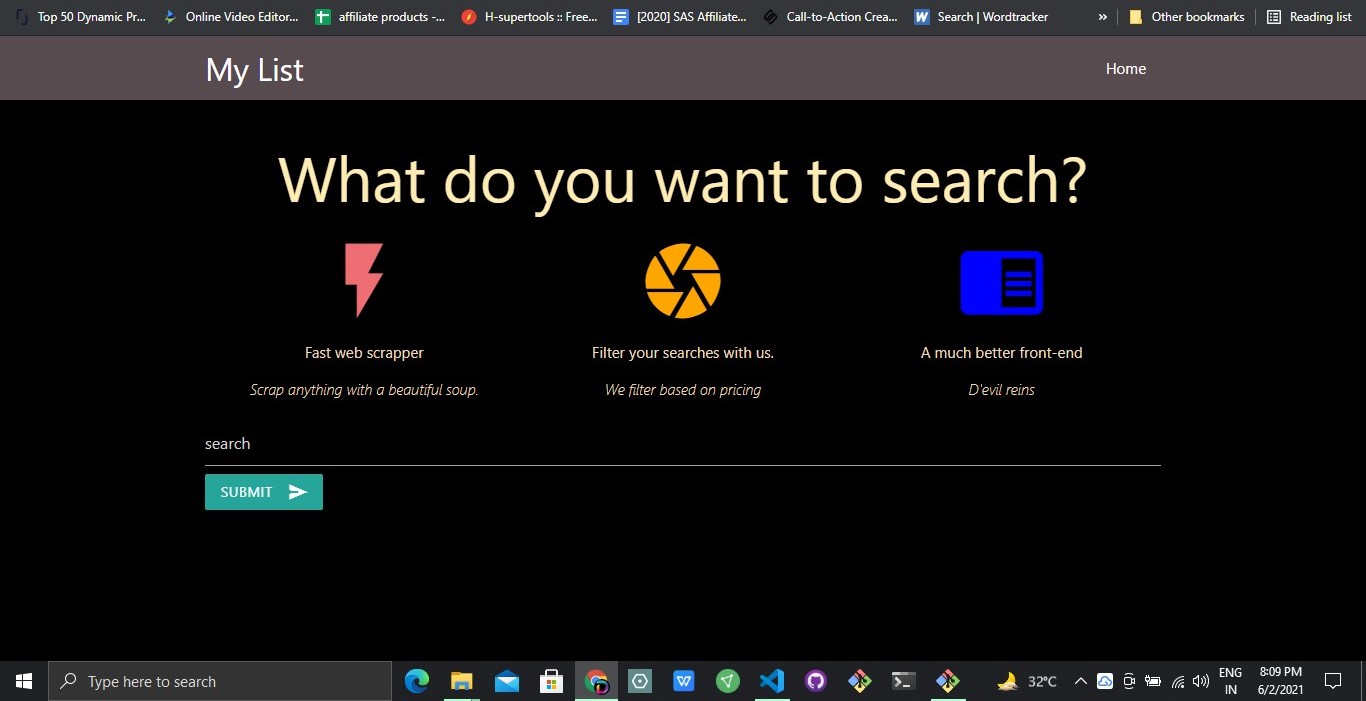 Top 50 Dynamic Pr... Online Video Editor... affiliate products -... H-supertools :: Free... [2020] SAS Affiliate... Call-to-Action Crea... W Search | Wordtracker » Other bookmarks Reading list
My List Home
What do you want to search?
Fast web scrapper Filter your searches with us. A much better front-end
Scrap anything with a beautiful soup. We filter based on pricing D'evil reins
search
SUBMIT
Type here to search 32°C ENG 8:09 PM
IN 6/2/2021